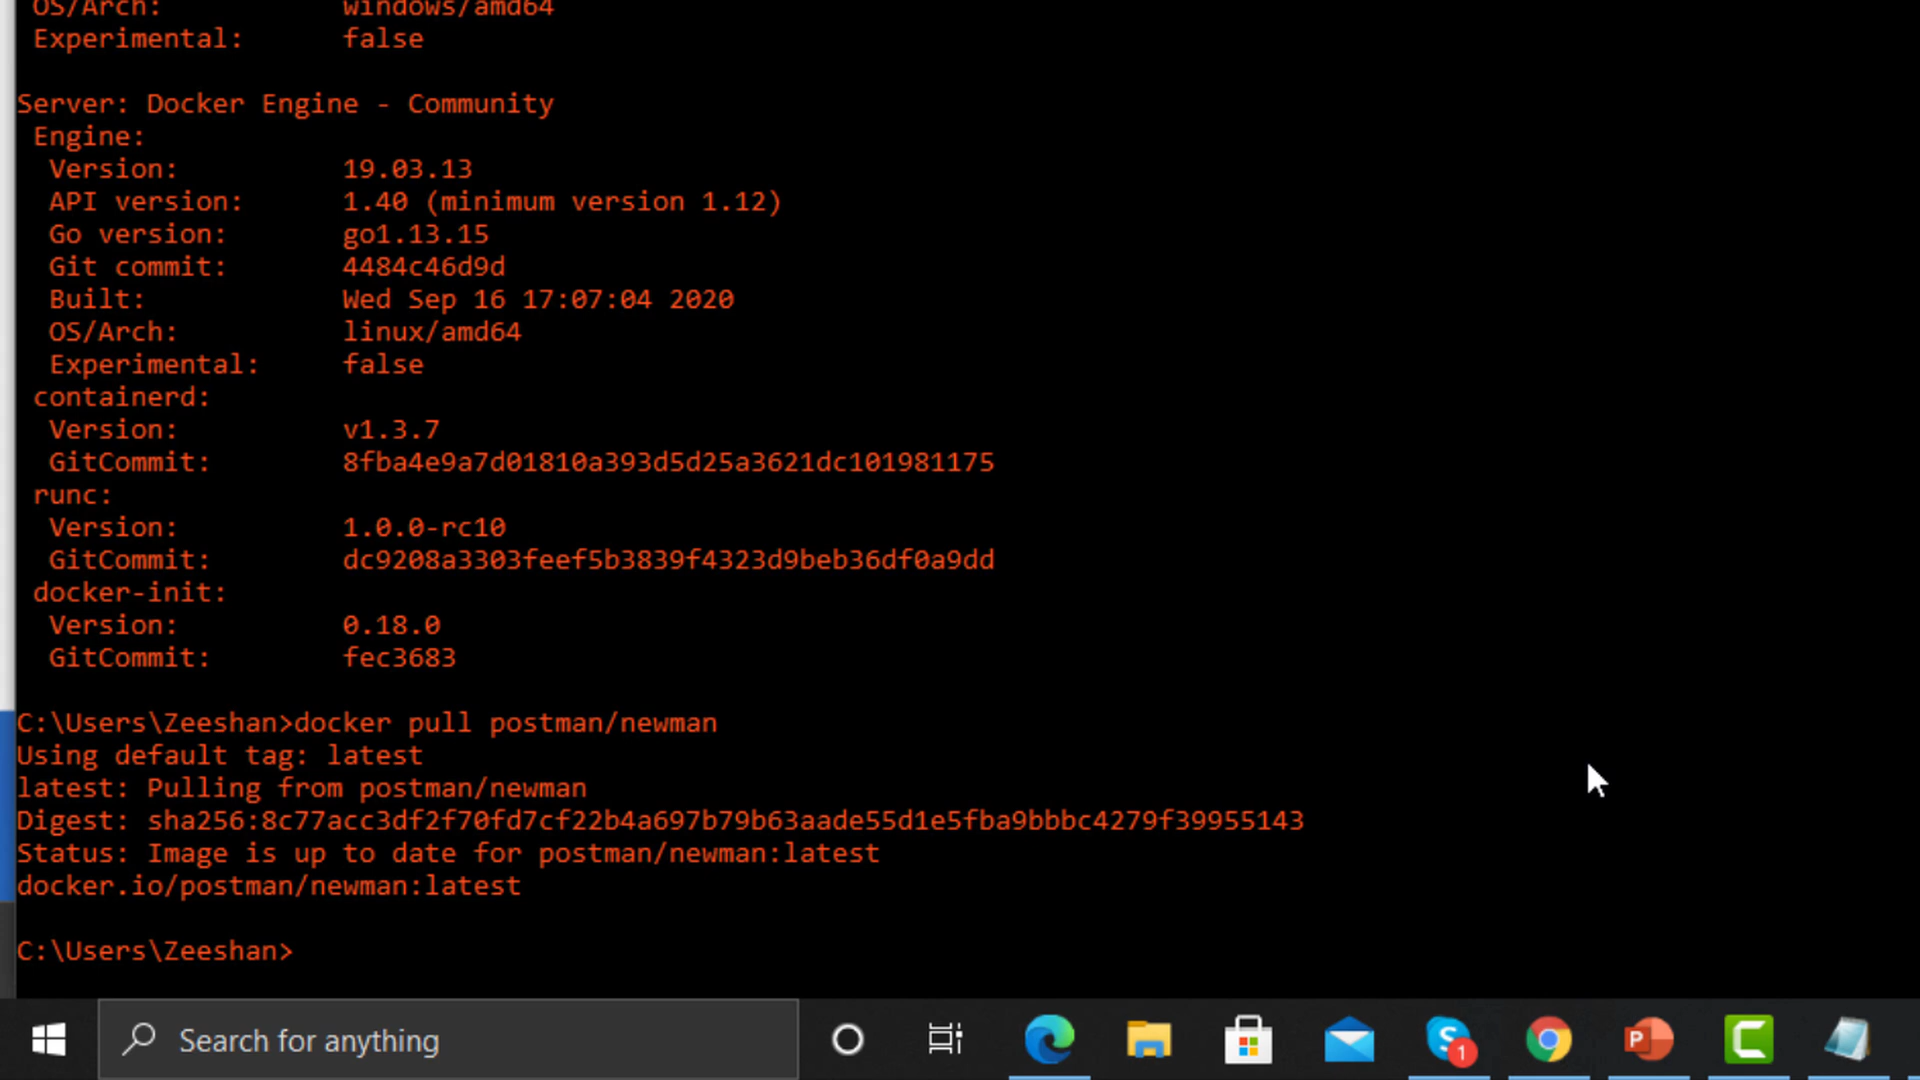 OS/Arch: windows/amd64
Experimental: false
Server: Docker Engine - Community
Engine:
Version: 19.03.13
API version: 1.40 (minimum version 1.12)
Go version: go1.13.15
Git commit: 4484c46d9d
Built: Wed Sep 16 17:07:04 2020
OS/Arch: linux/amd64
Experimental: false
containerd:
Version: v1.3.7
GitCommit: 8fba4e9a7d01810a393d5d25a3621dc101981175
runc:
Version: 1.0.0-rc10
GitCommit: dc9208a3303feef5b3839f4323d9beb36df0a9dd
docker-init:
Version: 0.18.0
GitCommit: fec3683
C:\Users\Zeeshan>docker pull postman/newman
Using default tag: latest
latest: Pulling from postman/newman
Digest: sha256:8c77acc3df2f70fd7cf22b4a697b79b63aade55d1e5fba9bbbc4279f39955143
Status: Image is up to date for postman/newman:latest
docker.io/postman/newman:latest
C:\Users\Zeeshan>
Search for anything
S
1
P
C